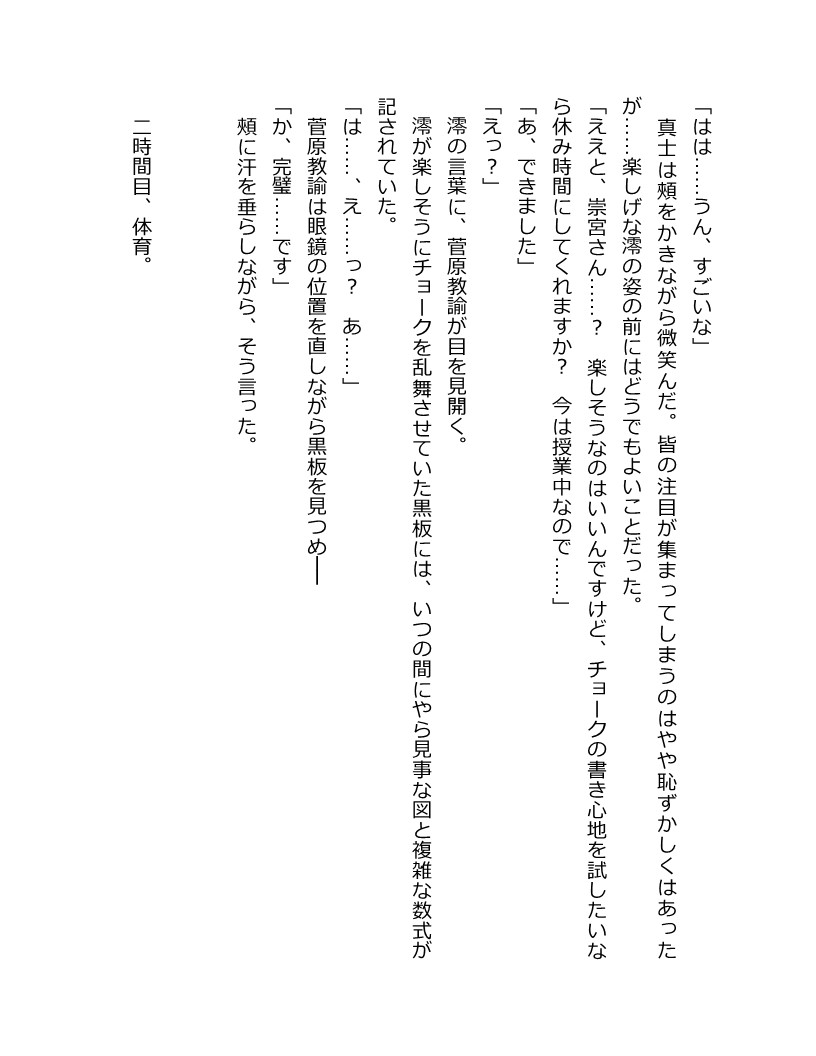 「はは……うん、すごいな」
　真士は頰をかきながら微笑んだ。皆の注目が集まってしまうのはやや恥ずかしくはあった
が……楽しげな澪の姿の前にはどうでもよいことだった。
「ええと、崇宮さん……？　楽しそうなのはいいんですけど、チョークの書き心地を試したいな
ら休み時間にしてくれますか？　今は授業中なので……」
「あ、できました」
「えっ？」
　澪の言葉に、菅原教諭が目を見開く。
　澪が楽しそうにチョークを乱舞させていた黒板には、いつの間にやら見事な図と複雑な数式が
記されていた。
「は……、え……っ？　あ……」
　菅原教諭は眼鏡の位置を直しながら黒板を見つめ――
「か、完璧……です」
　頰に汗を垂らしながら、そう言った。
　二時間目、体育。